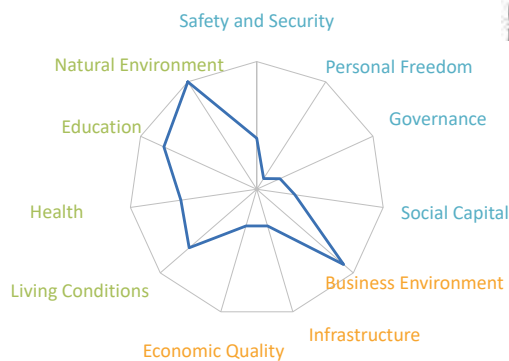 Safety and Security
Natural Environment
Personal Freedom
Education
Governance
Health
Social Capital
Living Conditions
Business Environment
Infrastructure
Economic Quality